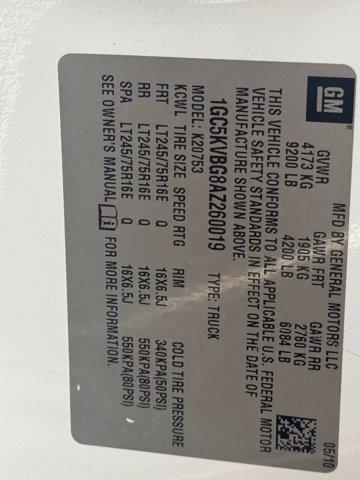 GM
MFD BY GENERAL MOTORS LLC 05/10
GVWR GAWR FRT GAWR RR
4173 KG 1905 KG 2760 KG
9200 LB 4200 LB 6084 LB
THIS VEHICLE CONFORMS TO ALL APPLICABLE U.S. FEDERAL MOTOR
VEHICLE SAFETY STANDARDS IN EFFECT ON THE DATE OF
MANUFACTURE SHOWN ABOVE.
1GC5KVBG8AZ260019 TYPE: TRUCK
MODEL: K20753
KCWL TIRE SIZE SPEED RTG RIM COLD TIRE PRESSURE
FRT LT245/75R16E Q 16X6.5J 340KPA(50PSI)
RR LT245/75R16E Q 16X6.5J 550KPA(80PSI)
SPA LT245/75R16E Q 16X6.5J 550KPA(80PSI)
SEE OWNER'S MANUAL FOR MORE INFORMATION.